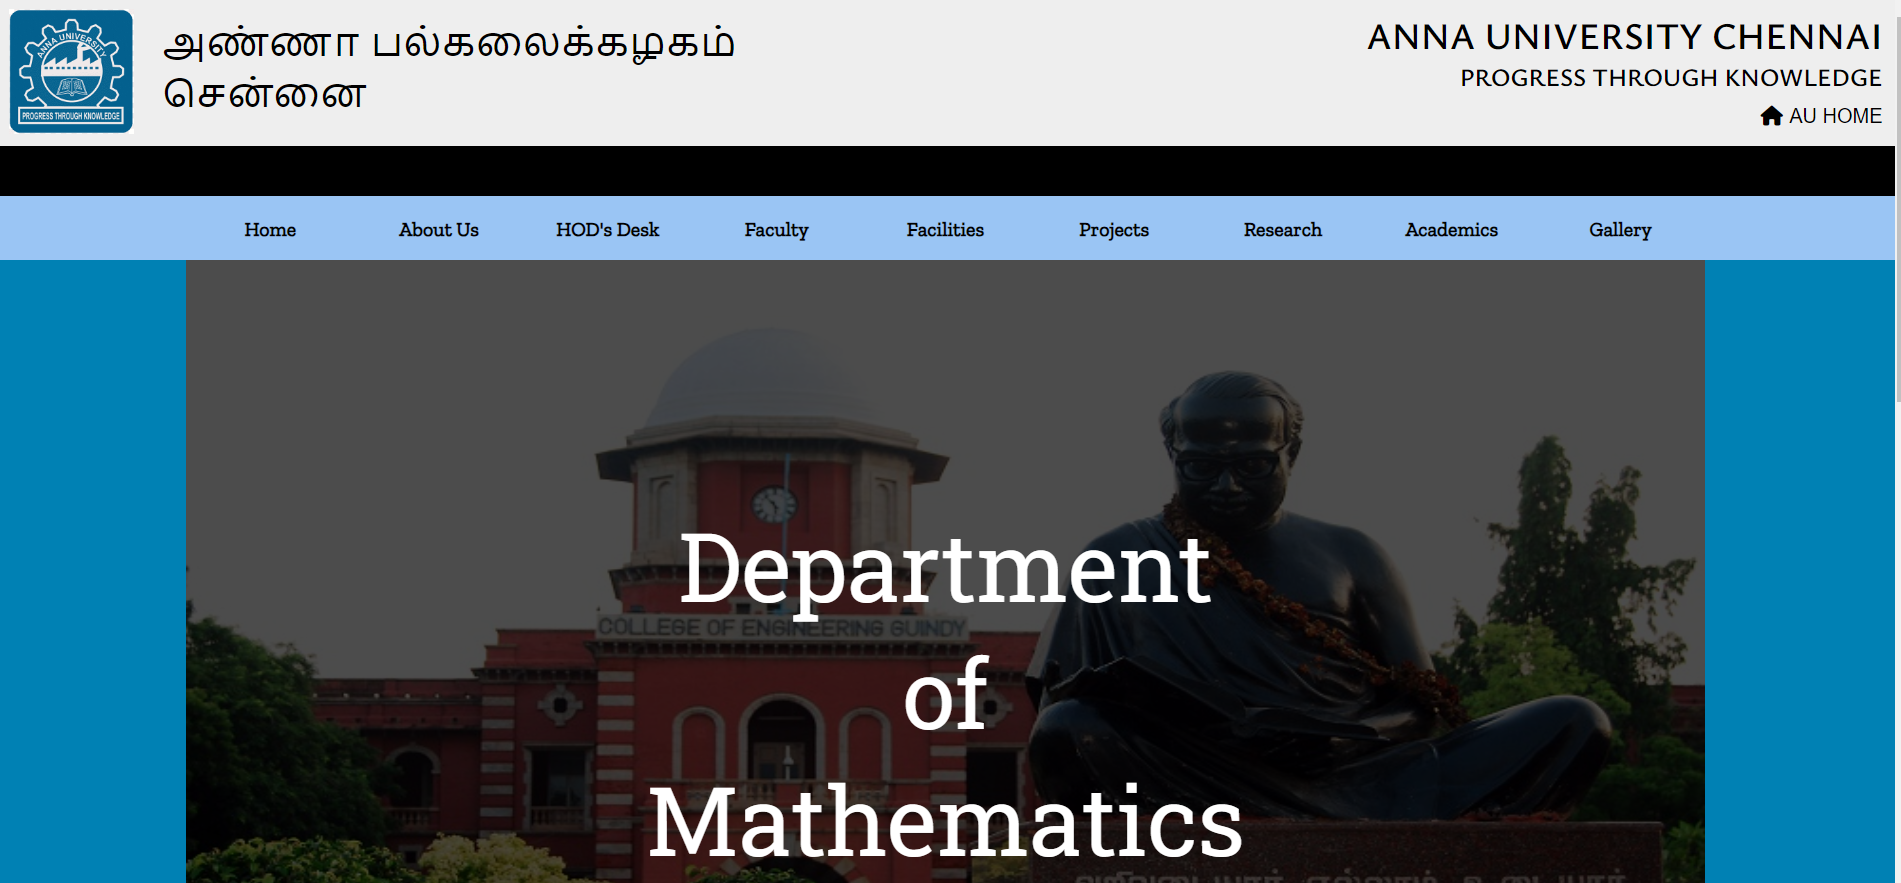 ANNA UNIVERSITY
PROGRESS THROUGH KNOWLEDGE
அண்ணா பல்கலைக்கழகம்
சென்னை
ANNA UNIVERSITY CHENNAI
PROGRESS THROUGH KNOWLEDGE
AU HOME
Home About Us HOD's Desk Faculty Facilities Projects Research Academics Gallery
Department
COLLEGE OF ENGINEERING GUINDY
of
Mathematics